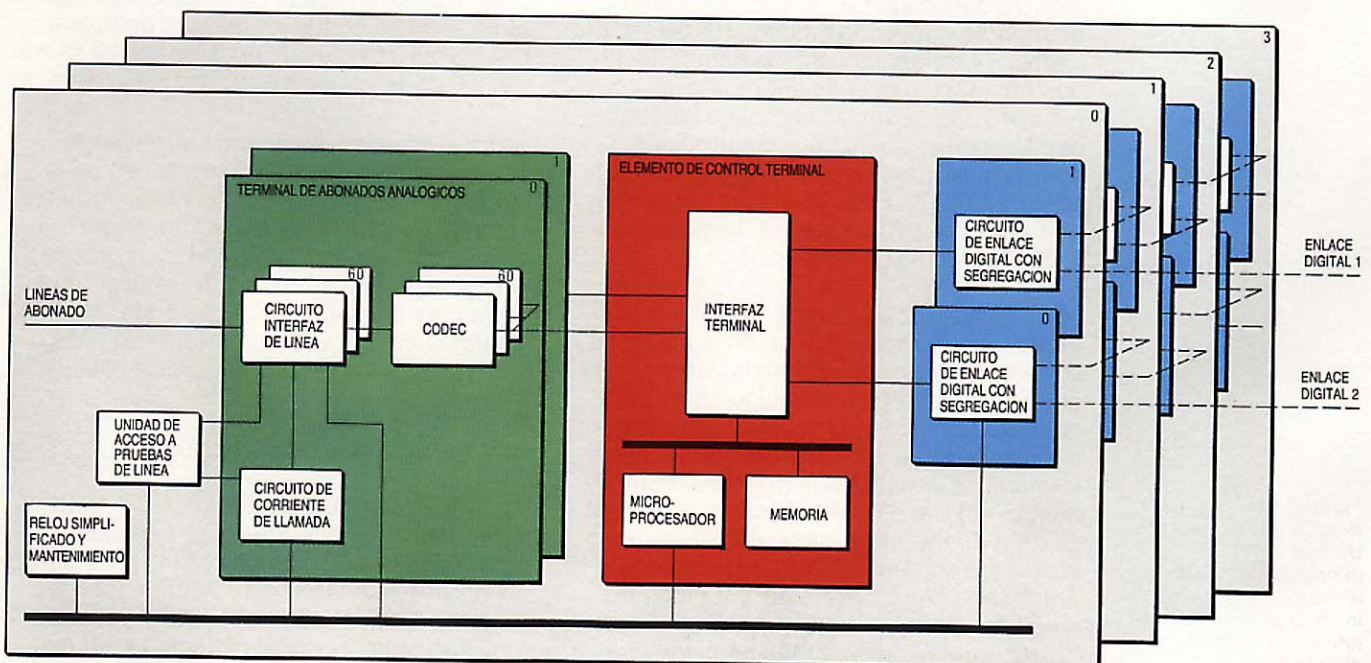 3
2
1
0
1
TERMINAL DE ABONADOS ANALOGICOS
0
ELEMENTO DE CONTROL TERMINAL
1
CIRCUITO
DE ENLACE
DIGITAL CON
SEGREGACION
ENLACE
DIGITAL 1
LINEAS DE
ABONADO
60
CIRCUITO
INTERFAZ
DE LINEA
60
CODEC
INTERFAZ
TERMINAL
0
CIRCUITO
DE ENLACE
DIGITAL CON
SEGREGACION
ENLACE
DIGITAL 2
UNIDAD DE
ACCESO A
PRUEBAS
DE LINEA
CIRCUITO DE
CORRIENTE
DE LLAMADA
MICRO-
PROCESADOR
MEMORIA
RELOJ SIMPLI-
FICADO Y
MANTENIMIENTO